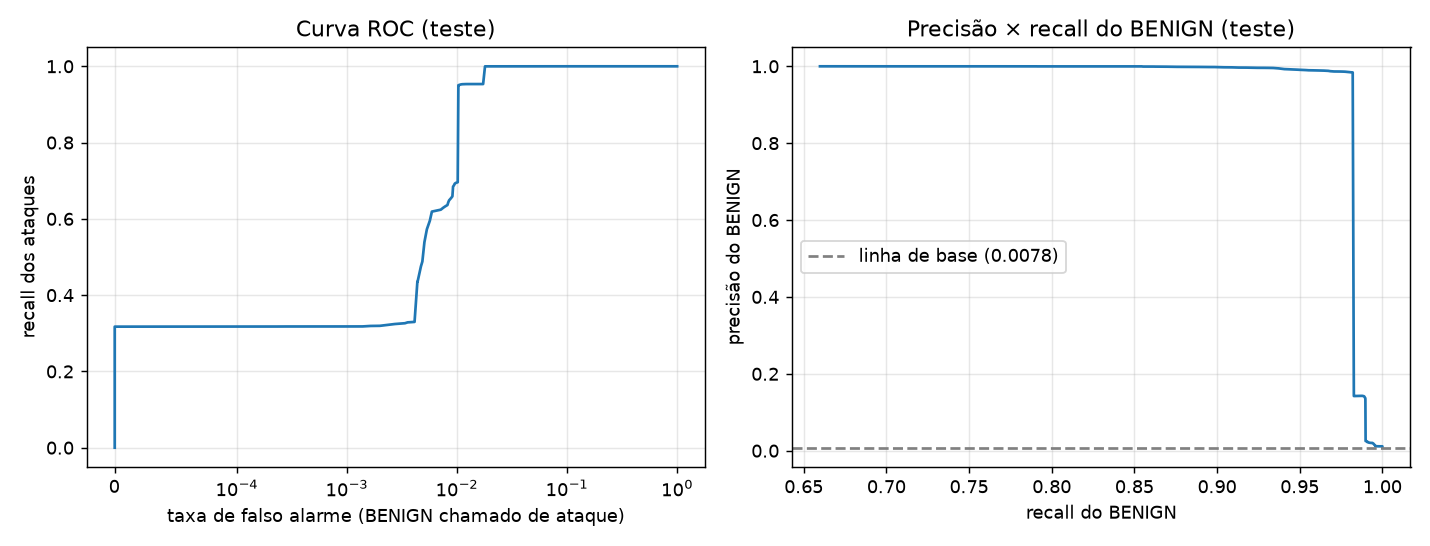 Curva ROC (teste)
recall dos ataques
1.0
0.8
0.6
0.4
0.2
0.0
0 10⁻⁴ 10⁻³ 10⁻² 10⁻¹ 10⁰
taxa de falso alarme (BENIGN chamado de ataque)
Precisão × recall do BENIGN (teste)
precisão do BENIGN
1.0
0.8
0.6
0.4
0.2
0.0
linha de base (0.0078)
0.65 0.70 0.75 0.80 0.85 0.90 0.95 1.00
recall do BENIGN